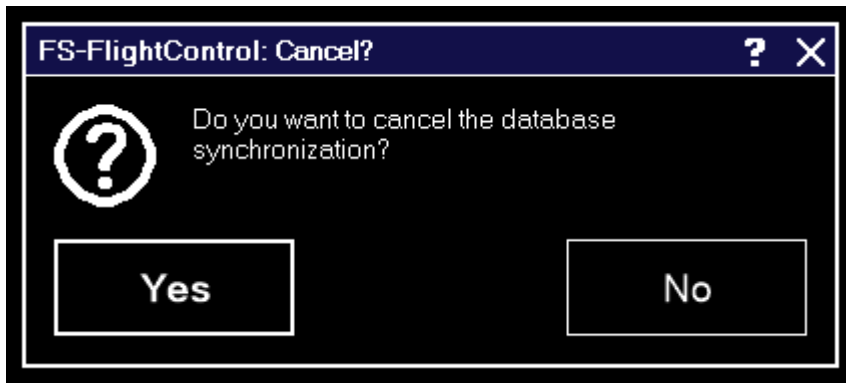 FS-FlightControl: Cancel? ? X
Do you want to cancel the database
synchronization?
?
Yes No